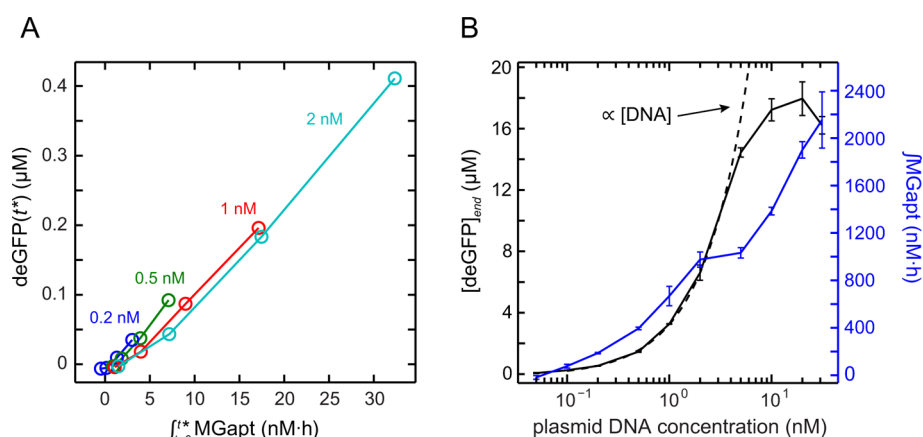 A
deGFP(t*) (μM)
0.4
0.3
0.2
0.1
0
0.2 nM
0.5 nM
1 nM
2 nM
0 5 10 15 20 25 30
MGapt (nM·h)
B
[deGFP]end (μM)
20
16
12
8
4
0
∝ [DNA]
10⁻¹ 10⁰ 10¹
plasmid DNA concentration (nM)
2400
2000
1600
1200
800
400
0
∫MGapt (nM·h)